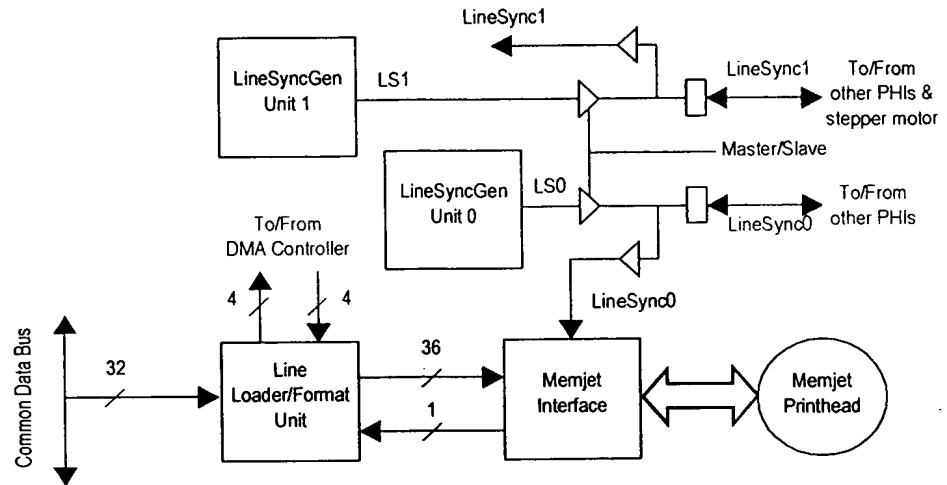 LineSync1
LineSyncGen
Unit 1
LS1
LineSync1
To/From
other PHIs &
stepper motor
Master/Slave
LineSyncGen
Unit 0
LS0
LineSync0
To/From
other PHIs
To/From
DMA Controller
4
4
LineSync0
Common Data Bus
32
Line
Loader/Format
Unit
36
1
Memjet
Interface
Memjet
Printhead